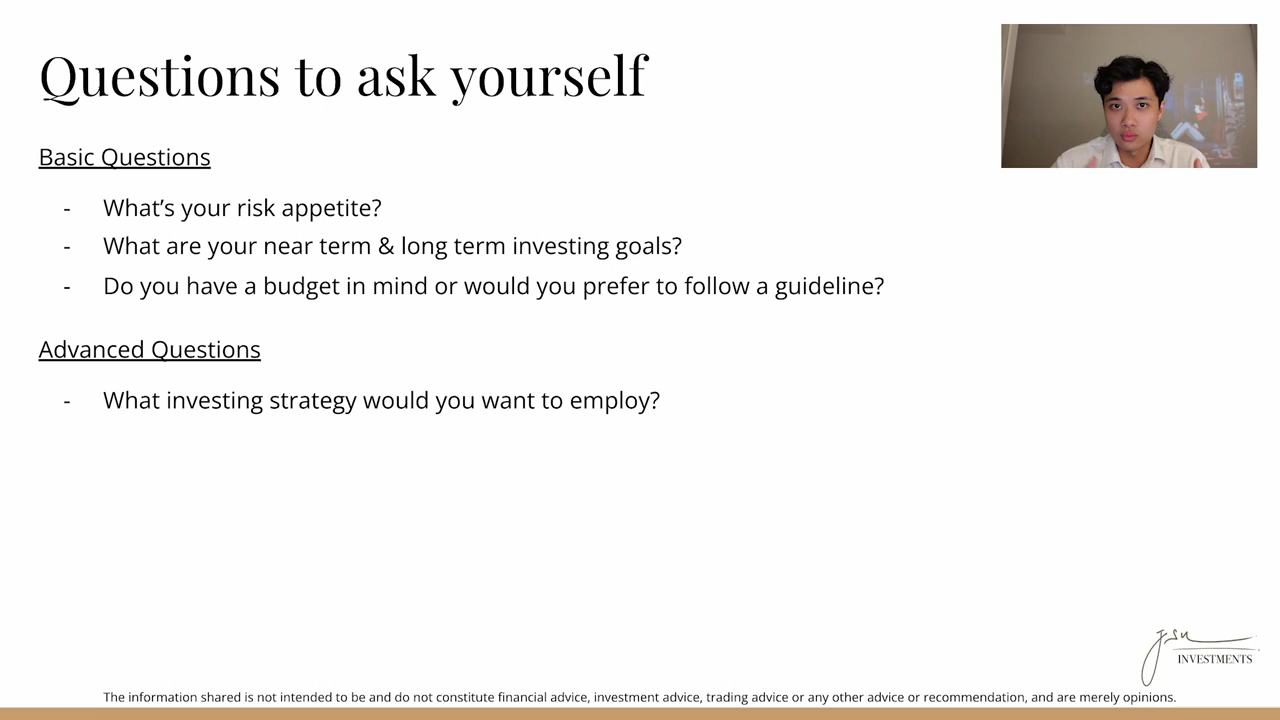 Questions to ask yourself
Basic Questions
- What’s your risk appetite?
- What are your near term & long term investing goals?
- Do you have a budget in mind or would you prefer to follow a guideline?
Advanced Questions
- What investing strategy would you want to employ?
INVESTMENTS
The information shared is not intended to be and do not constitute financial advice, investment advice, trading advice or any other advice or recommendation, and are merely opinions.